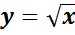 y = √x